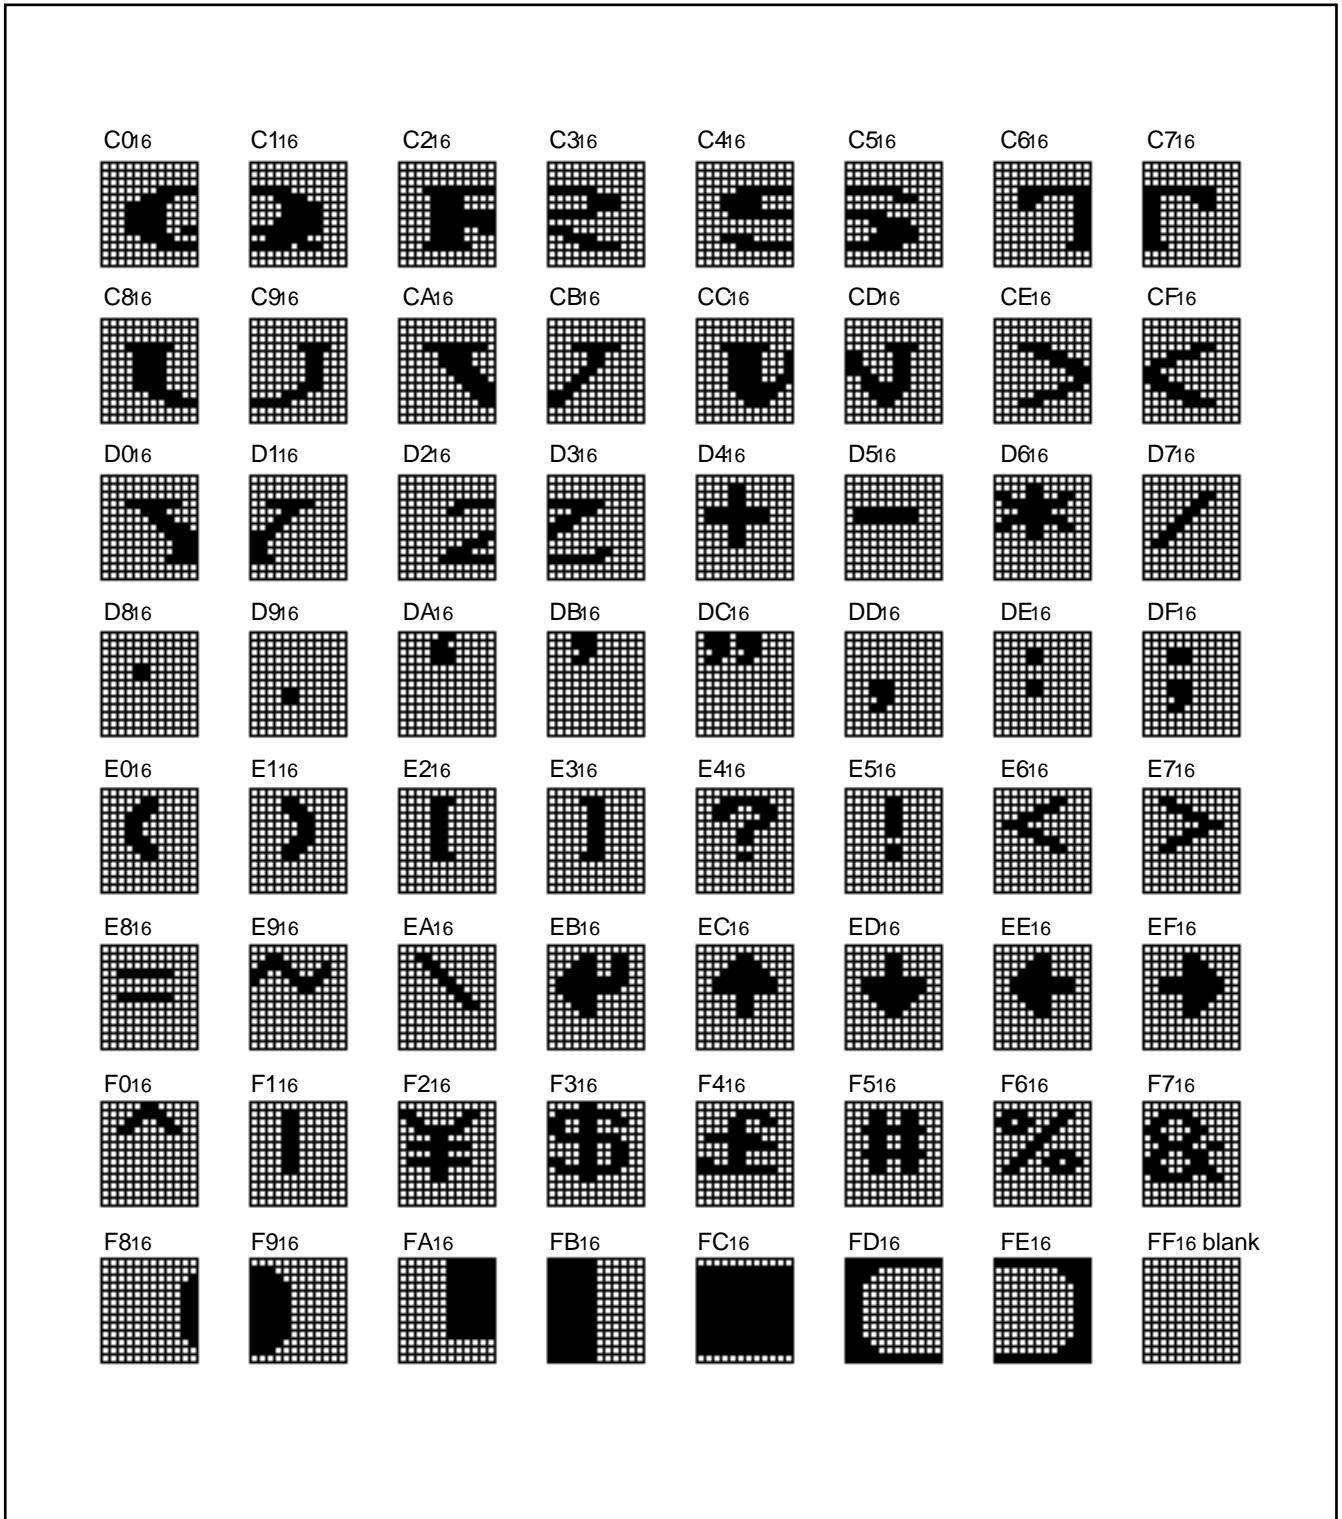 C016 C116 C216 C316 C416 C516 C616 C716
C816 C916 CA16 CB16 CC16 CD16 CE16 CF16
D016 D116 D216 D316 D416 D516 D616 D716
+ - * /
D816 D916 DA16 DB16 DC16 DD16 DE16 DF16
· . ‘ ’ ” , : ;
E016 E116 E216 E316 E416 E516 E616 E716
( ) [ ] ? ! < >
E816 E916 EA16 EB16 EC16 ED16 EE16 EF16
= ~ \ ↵ ↑ ↓ ← →
F016 F116 F216 F316 F416 F516 F616 F716
^ | ¥ $ £ # % &
F816 F916 FA16 FB16 FC16 FD16 FE16 FF16 blank